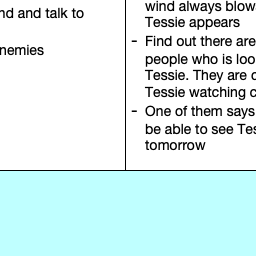 nd and talk to
nemies
wind always blow
Tessie appears
- Find out there are
people who is loo
Tessie. They are
Tessie watching
- One of them says
be able to see Tes
tomorrow